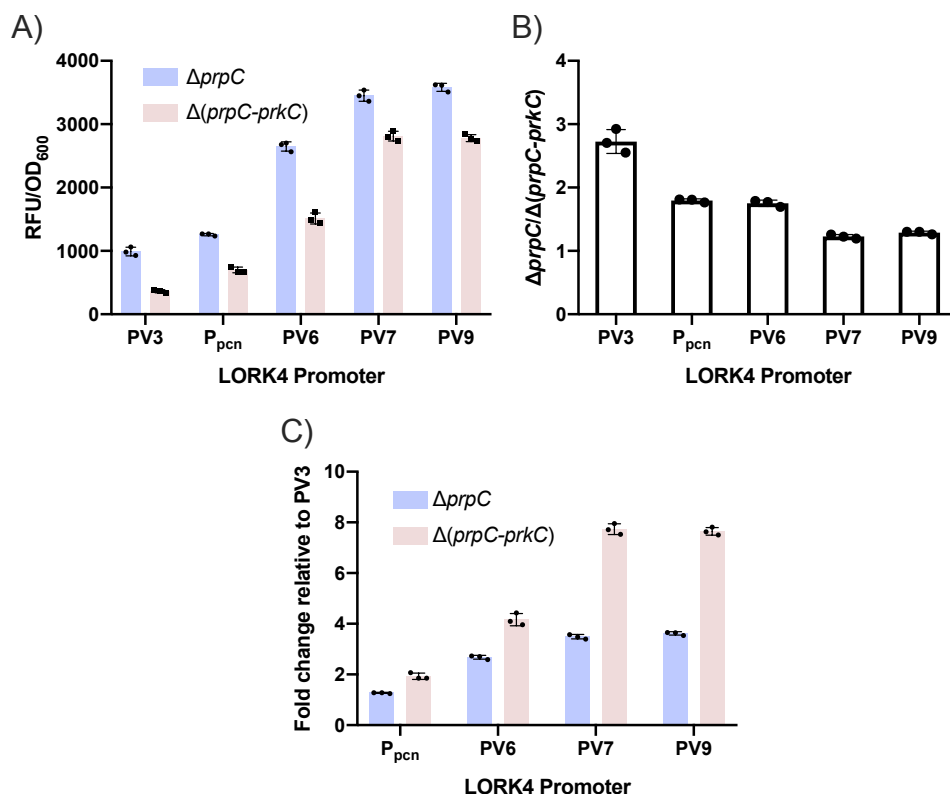 A)
RFU/OD₆₀₀
4000
3000
2000
1000
0
ΔprpC
Δ(prpC-prkC)
PV3 Ppcn PV6 PV7 PV9
LORK4 Promoter
B)
ΔprpC/Δ(prpC-prkC)
4
3
2
1
0
PV3 Ppcn PV6 PV7 PV9
LORK4 Promoter
C)
Fold change relative to PV3
10
8
6
4
2
0
ΔprpC
Δ(prpC-prkC)
Ppcn PV6 PV7 PV9
LORK4 Promoter